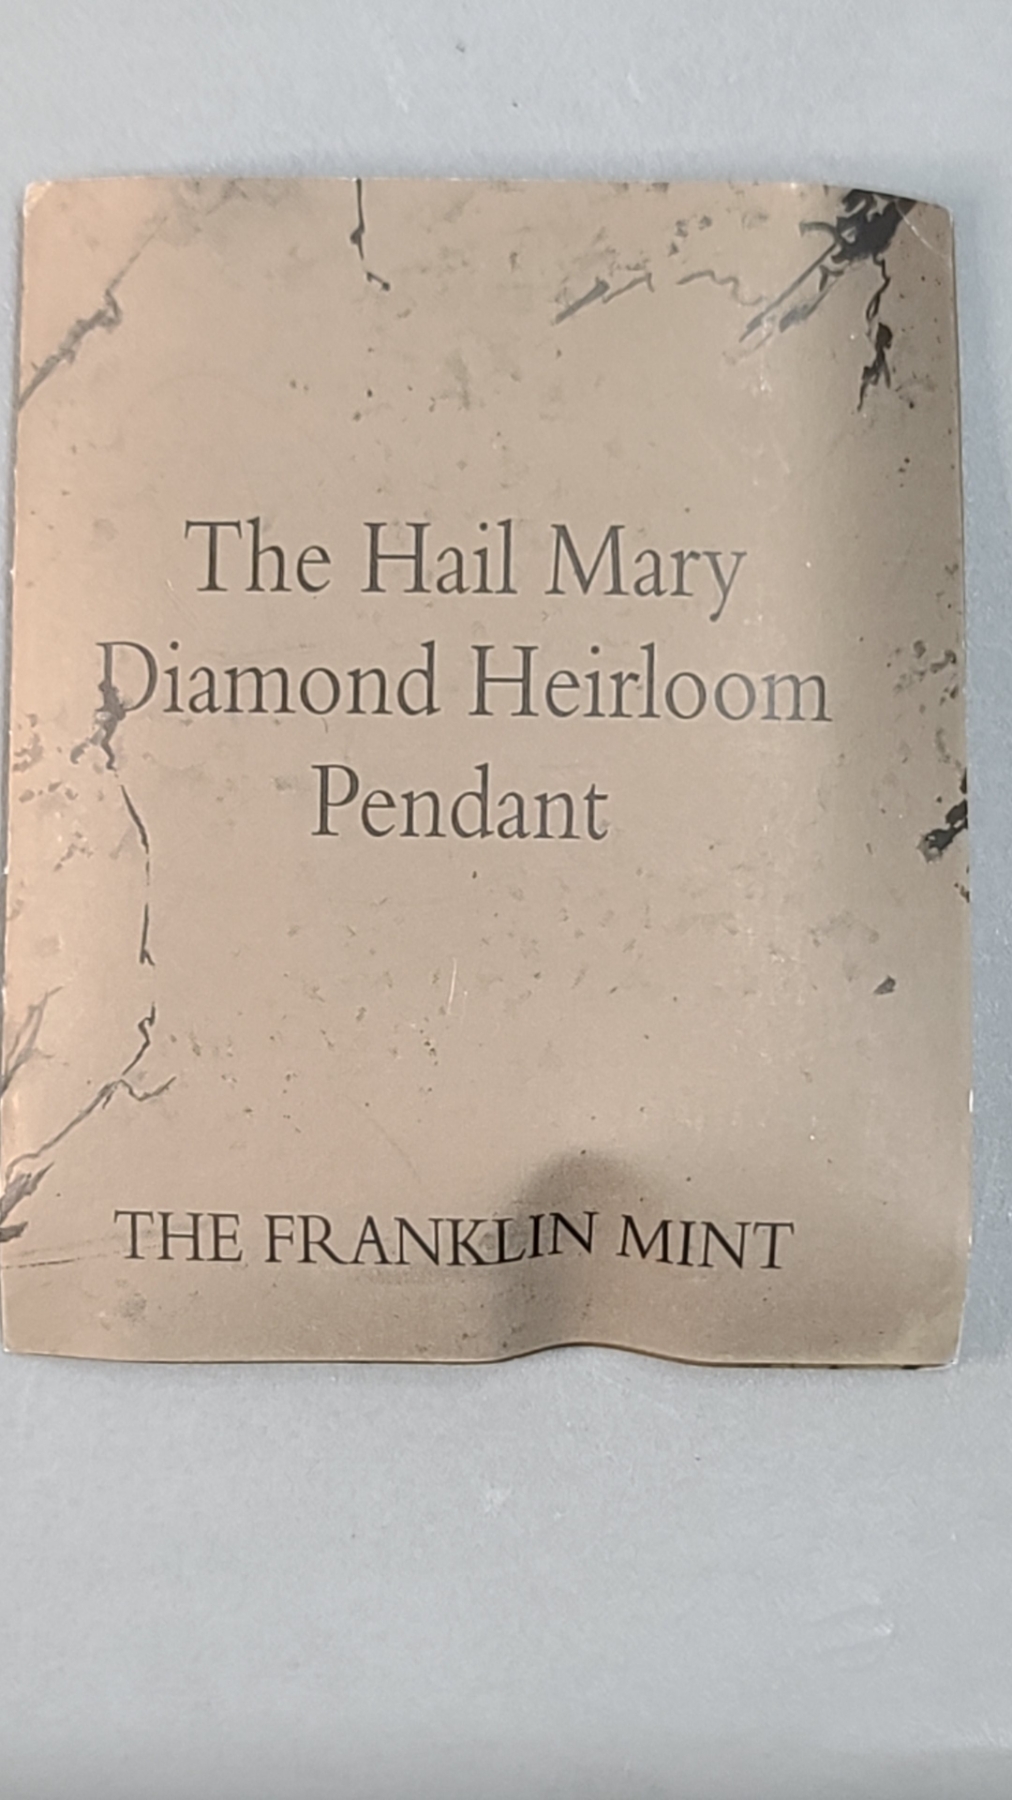 The Hail Mary
Diamond Heirloom
Pendant
THE FRANKLIN MINT